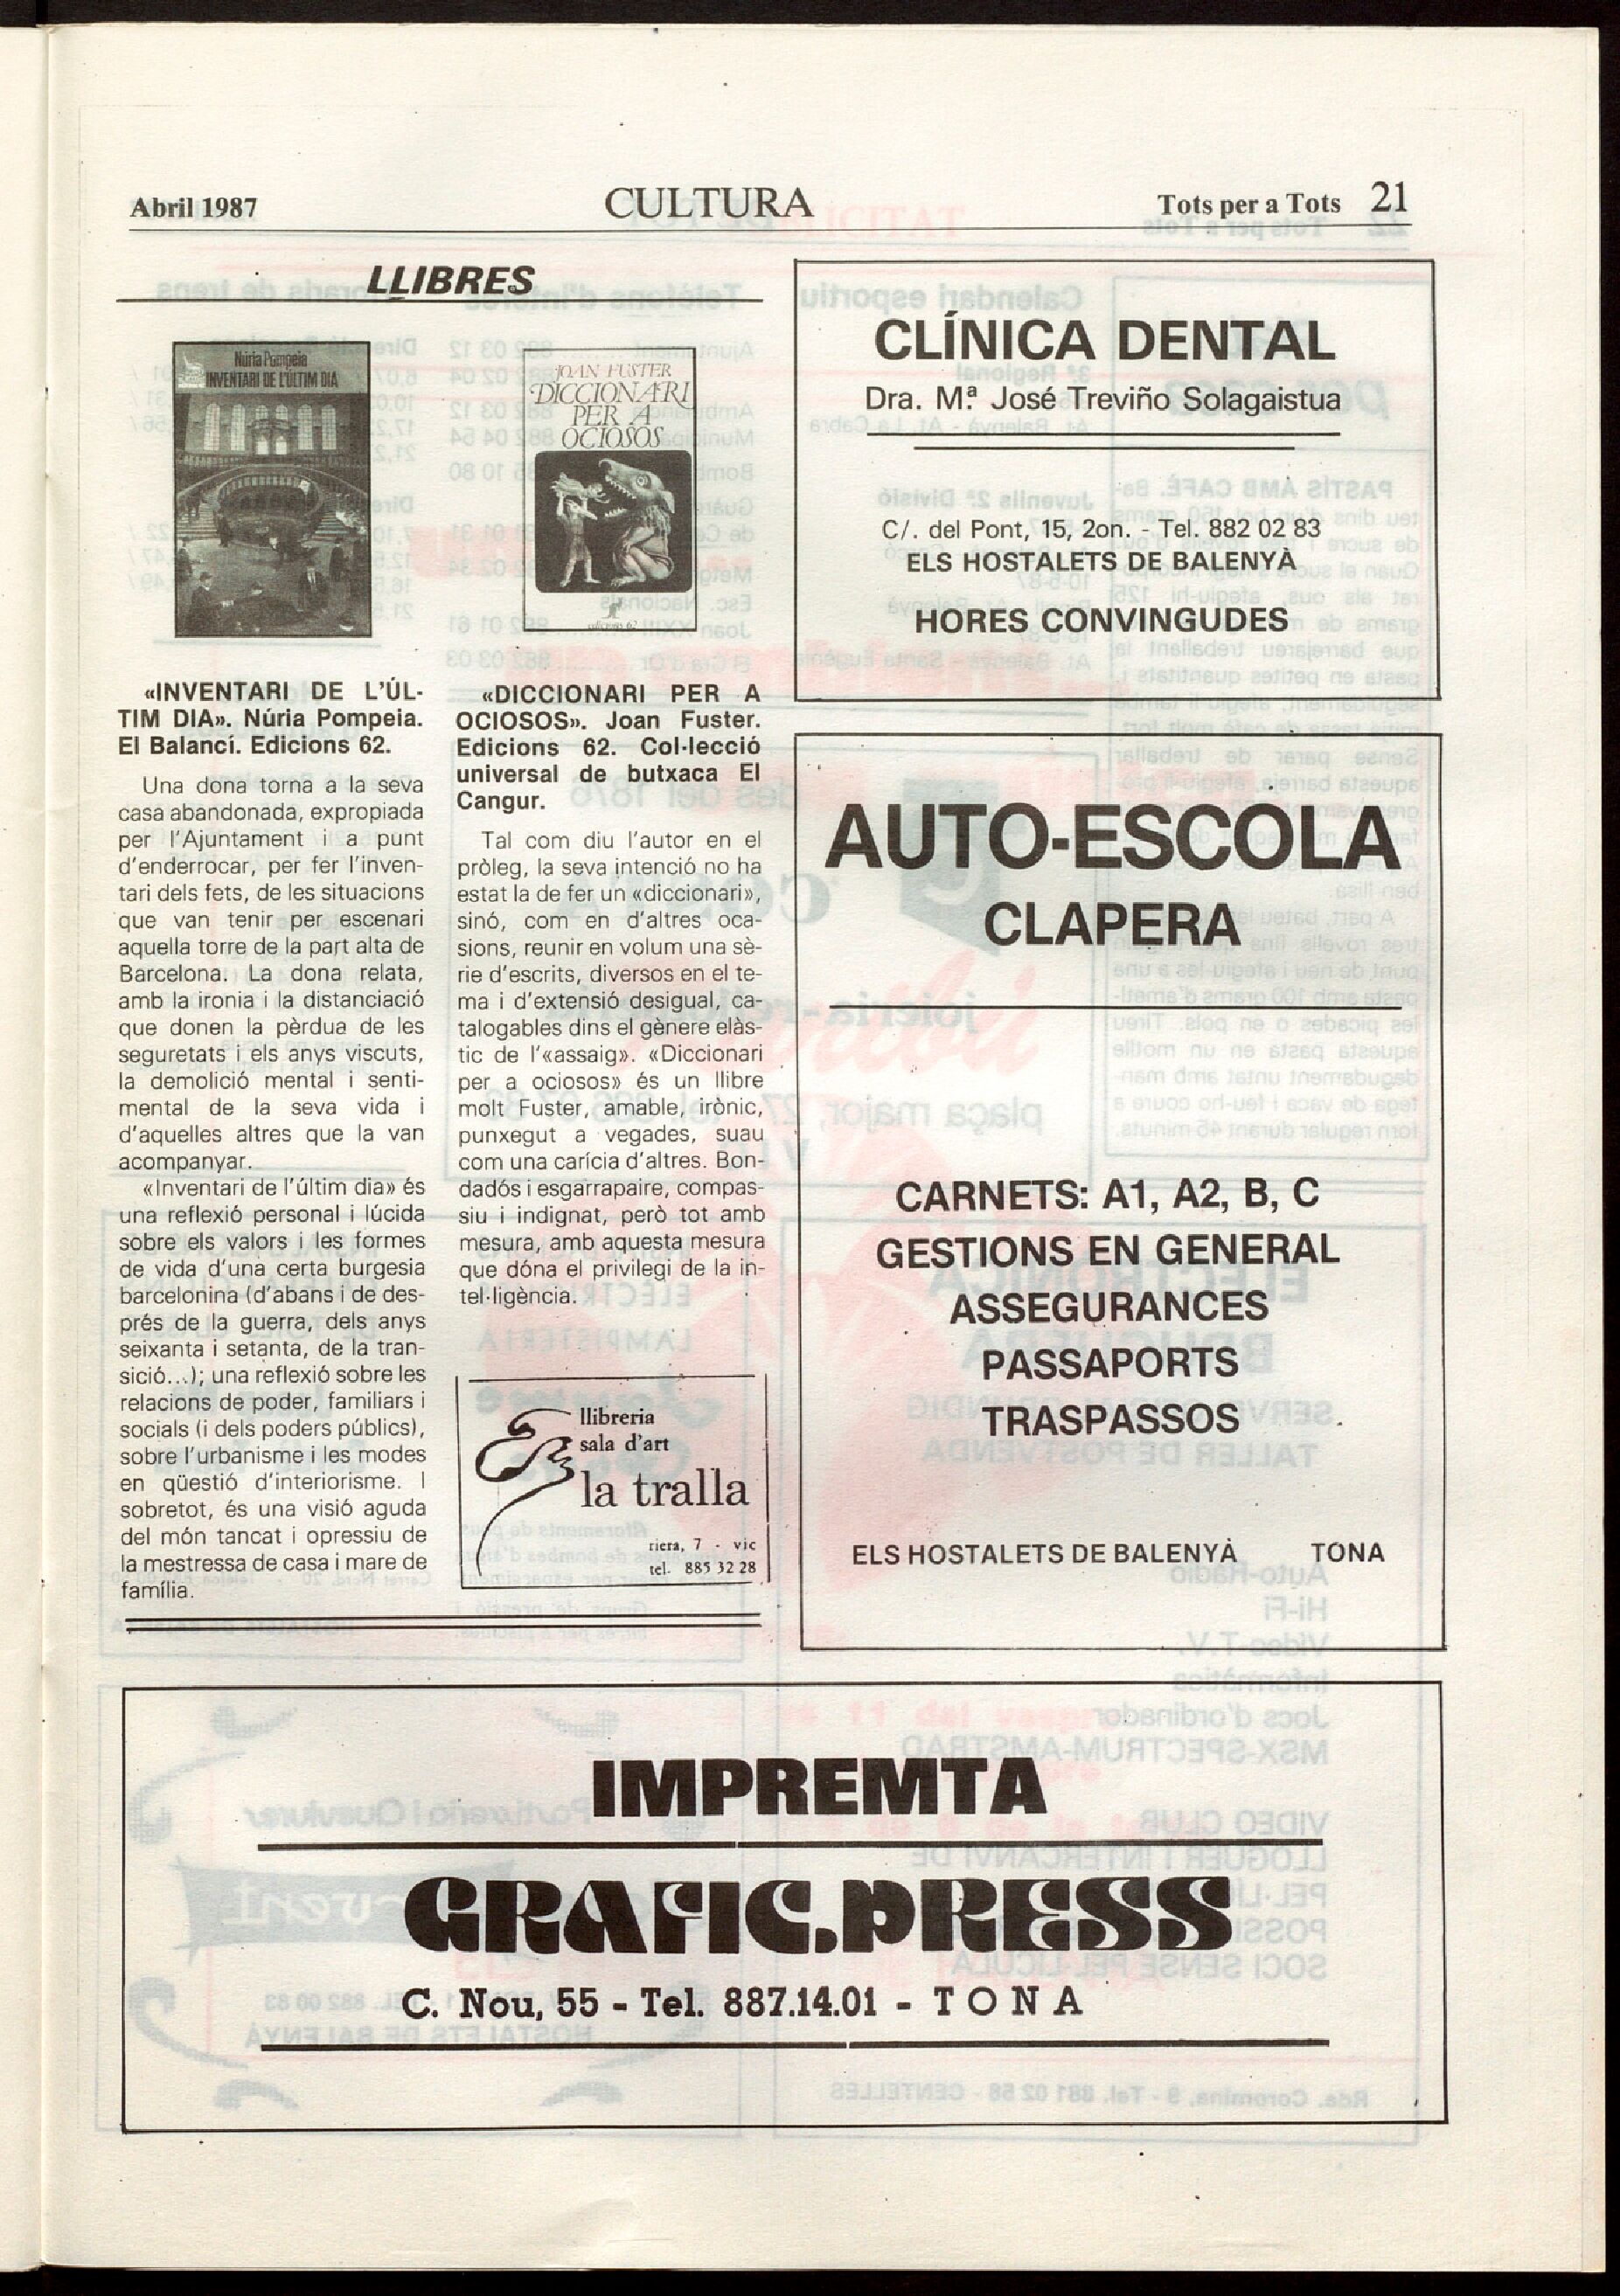 Abril 1987
CULTURA
Tots per a Tots 21
LLIBRES
Núria Pompeia
INVENTARI DE L'ÚLTIM DIA
«INVENTARI DE L'ÚL-
TIM DIA». Núria Pompeia.
El Balancí. Edicions 62.
Una dona torna a la seva
casa abandonada, expropiada
per l'Ajuntament i a punt
d'enderrocar, per fer l'inven-
tari dels fets, de les situacions
que van tenir per escenari
aquella torre de la part alta de
Barcelona. La dona relata,
amb la ironia i la distanciació
que donen la pèrdua de les
seguretats i els anys viscuts,
la demolició mental i senti-
mental de la seva vida i
d'aquelles altres que la van
acompanyar.
«Inventari de l'últim dia» és
una reflexió personal i lúcida
sobre els valors i les formes
de vida d'una certa burgesia
barcelonina (d'abans i de des-
prés de la guerra, dels anys
seixanta i setanta, de la tran-
sició...); una reflexió sobre les
relacions de poder, familiars i
socials (i dels poders públics),
sobre l'urbanisme i les modes
en qüestió d'interiorisme. I
sobretot, és una visió aguda
del món tancat i opressiu de
la mestressa de casa i mare de
família.
JOAN FUSTER
DICCIONARI
PER A
OCIOSOS
edicions 62
«DICCIONARI PER A
OCIOSOS». Joan Fuster.
Edicions 62. Col·lecció
universal de butxaca El
Cangur.
Tal com diu l'autor en el
pròleg, la seva intenció no ha
estat la de fer un «diccionari»,
sinó, com en d'altres oca-
sions, reunir en volum una sè-
rie d'escrits, diversos en el te-
ma i d'extensió desigual, ca-
talogables dins el gènere elàs-
tic de l'«assaig». «Diccionari
per a ociosos» és un llibre
molt Fuster, amable, irònic,
punxegut a vegades, suau
com una carícia d'altres. Bon-
dadós i esgarrapaire, compas-
siu i indignat, però tot amb
mesura, amb aquesta mesura
que dóna el privilegi de la in-
tel·ligència.
llibreria
sala d'art
la tralla
riera, 7 - vic
tel. 885 32 28
CLÍNICA DENTAL
Dra. M.ª José Treviño Solagaistua
C/. del Pont, 15, 2on. - Tel. 882 02 83
ELS HOSTALETS DE BALENYÀ
HORES CONVINGUDES
AUTO-ESCOLA
CLAPERA
CARNETS: A1, A2, B, C
GESTIONS EN GENERAL
ASSEGURANCES
PASSAPORTS
TRASPASSOS
ELS HOSTALETS DE BALENYÀ TONA
IMPREMTA
GRAFIC.PRESS
C. Nou, 55 - Tel. 887.14.01 - TONA